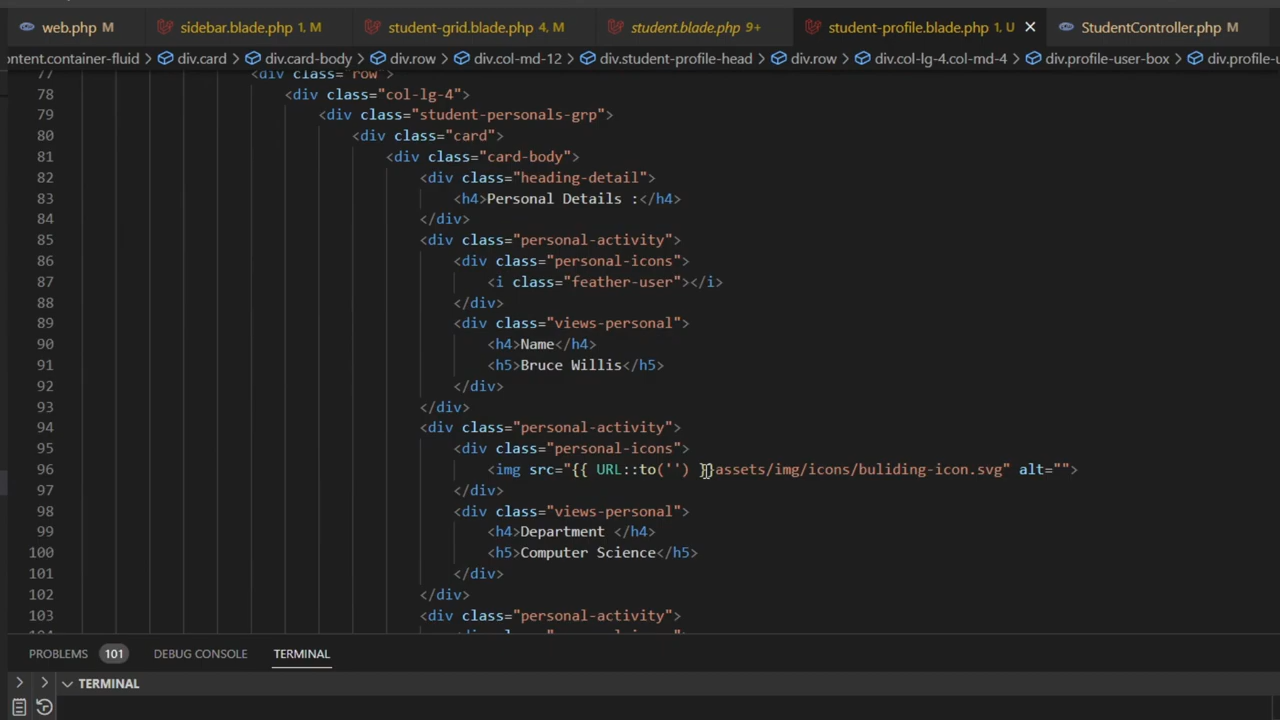 web.php M sidebar.blade.php 1, M student-grid.blade.php 4, M student.blade.php 9+ student-profile.blade.php 1, U StudentController.php M
ontent.container-fluid > div.card > div.card-body > div.row > div.col-md-12 > div.student-profile-head > div.row > div.col-lg-4.col-md-4 > div.profile-user-box > div.profile-u
77 <div class="row">
78 <div class="col-lg-4">
79 <div class="student-personals-grp">
80 <div class="card">
81 <div class="card-body">
82 <div class="heading-detail">
83 <h4>Personal Details :</h4>
84 </div>
85 <div class="personal-activity">
86 <div class="personal-icons">
87 <i class="feather-user"></i>
88 </div>
89 <div class="views-personal">
90 <h4>Name</h4>
91 <h5>Bruce Willis</h5>
92 </div>
93 </div>
94 <div class="personal-activity">
95 <div class="personal-icons">
96 <img src="{{ URL::to('') }}assets/img/icons/buliding-icon.svg" alt="">
97 </div>
98 <div class="views-personal">
99 <h4>Department </h4>
100 <h5>Computer Science</h5>
101 </div>
102 </div>
103 <div class="personal-activity">
PROBLEMS 101 DEBUG CONSOLE TERMINAL
TERMINAL